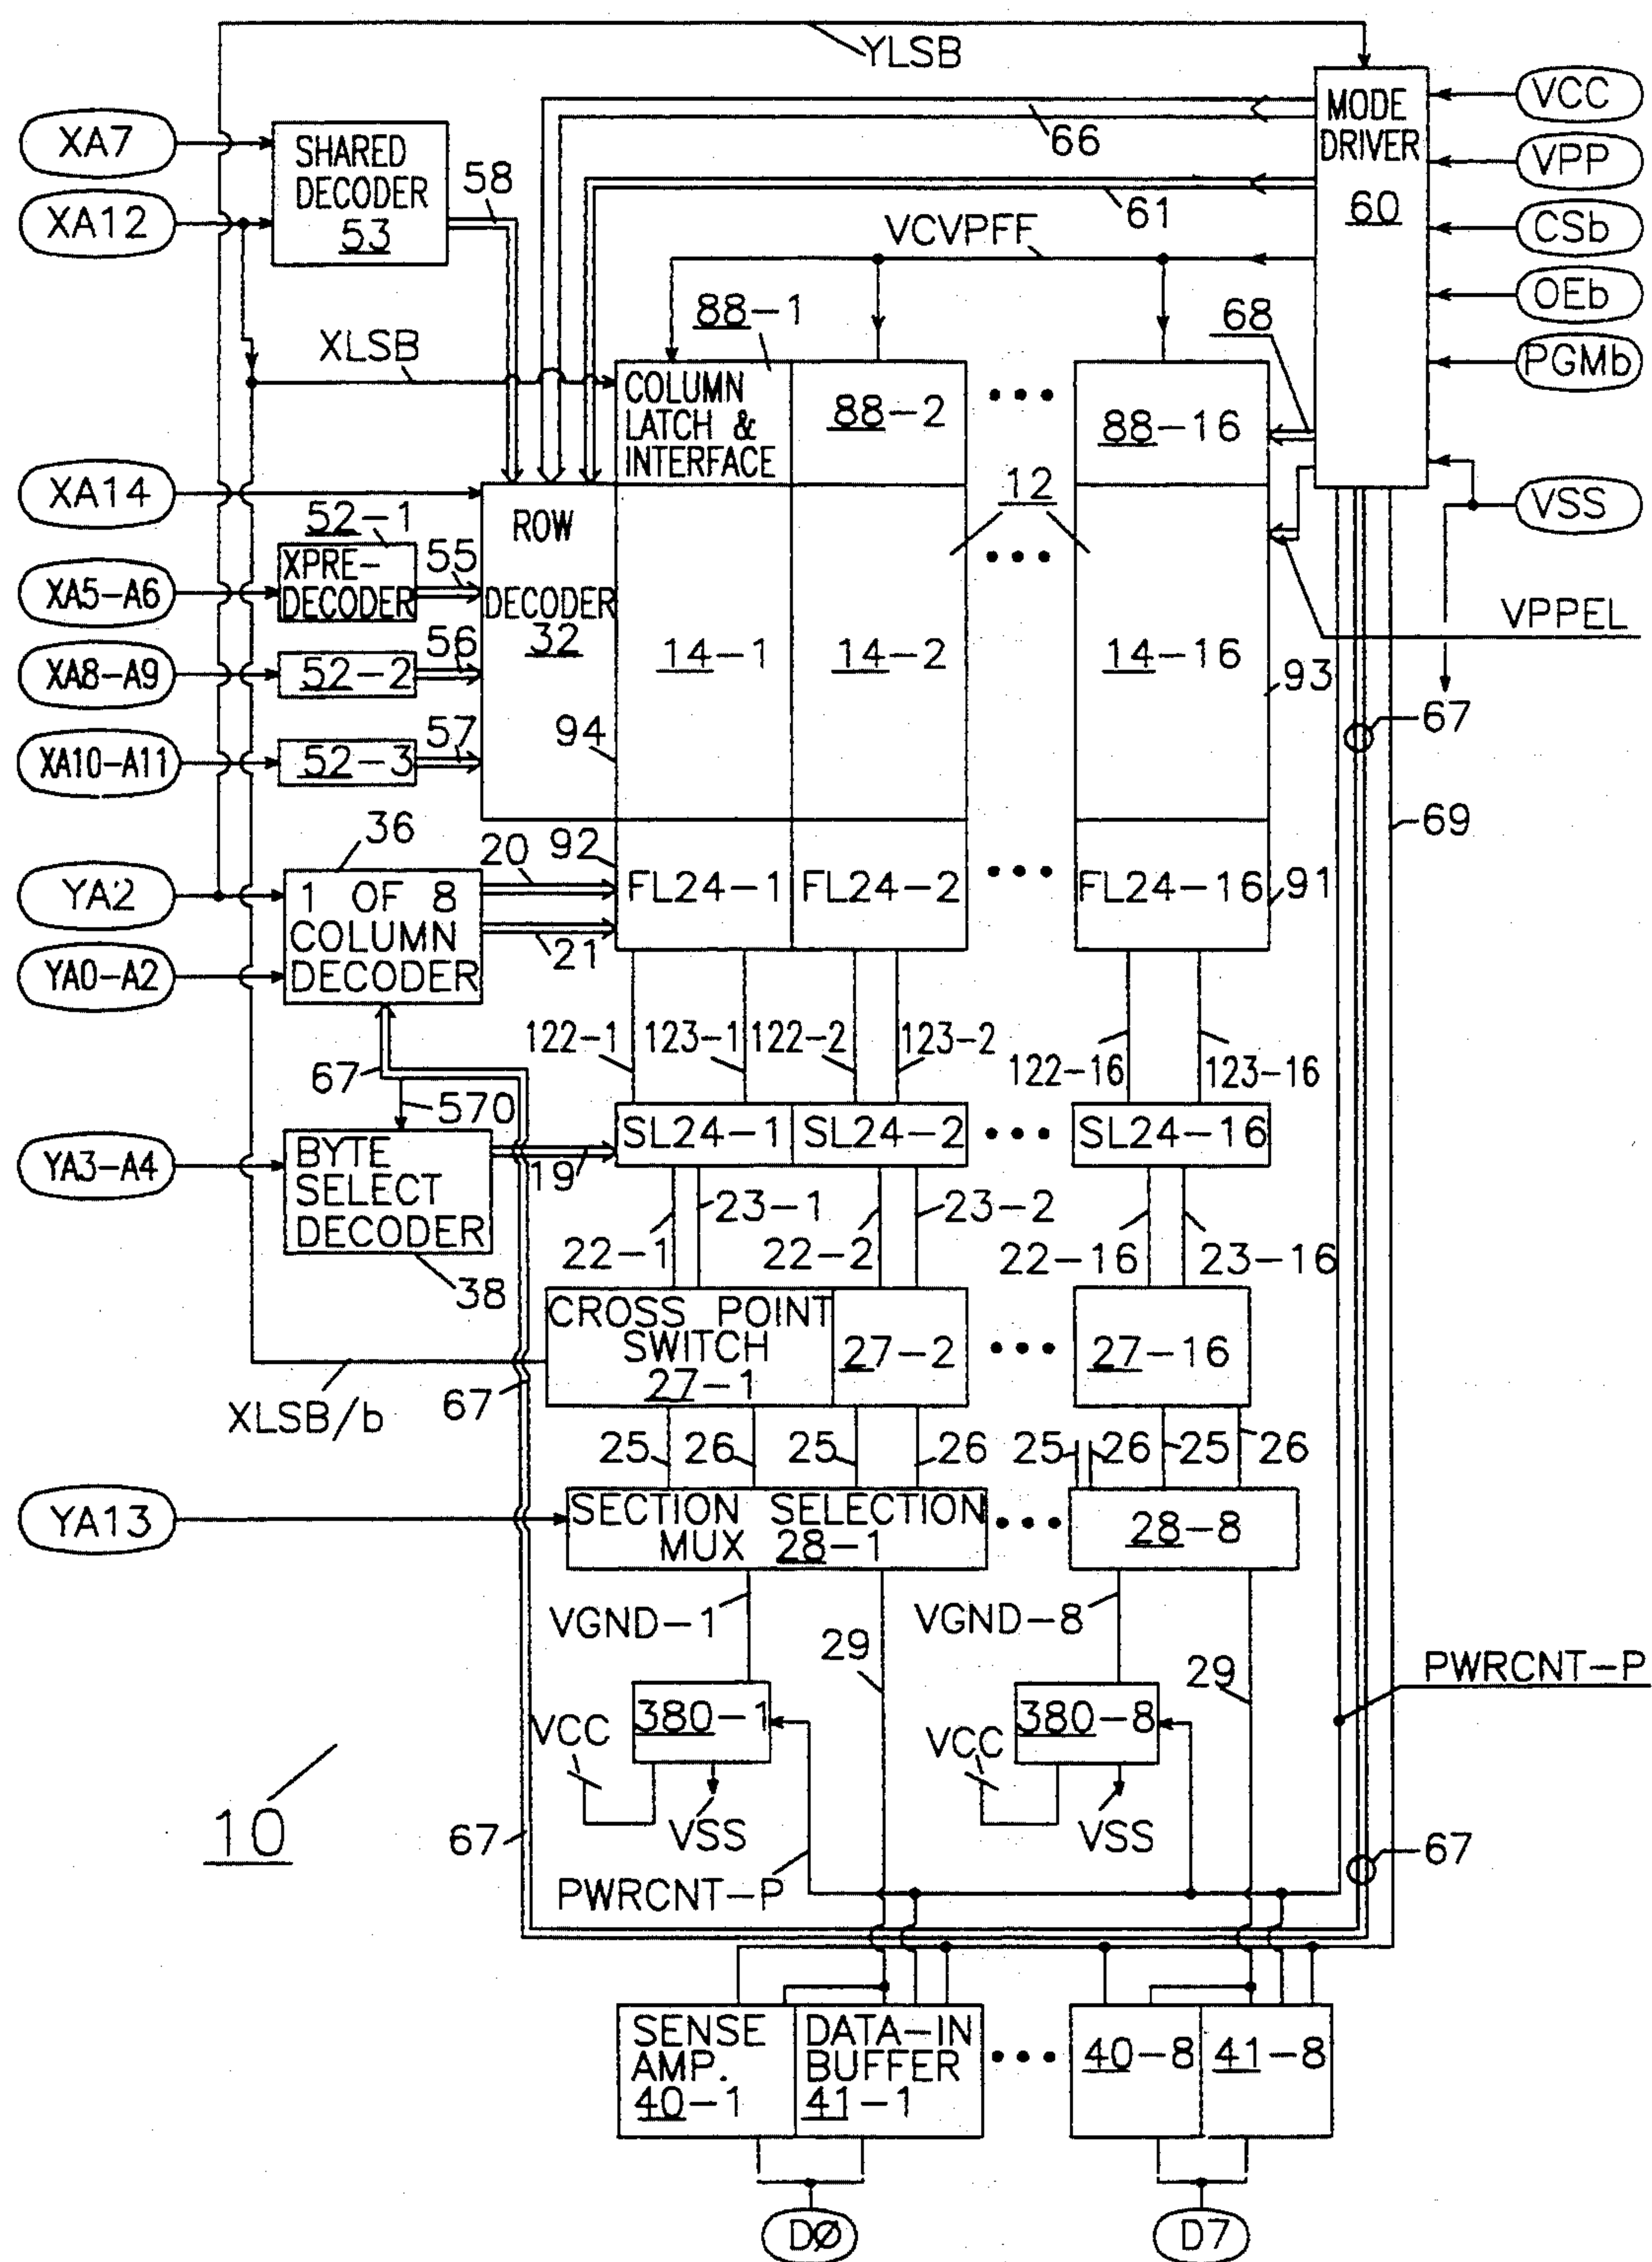 YLSB
XA7
SHARED
DECODER
53
58
66
MODE
DRIVER
60
VCC
VPP
XA12
61
CSb
VCVPFF
OEb
88-1
68
PGMb
XLSB
COLUMN
LATCH &
INTERFACE
88-2
•••
88-16
XA14
12
VSS
52-1
ROW
DECODER
32
•••
XA5-A6
XPRE-
DECODER
55
VPPEL
XA8-A9
52-2
56
14-1
14-2
14-16
93
67
XA10-A11
52-3
57
94
36
20
92
69
YA2
1 OF 8
COLUMN
DECODER
FL24-1
FL24-2
•••
FL24-16
91
21
YA0-A2
122-1
123-1
122-2
123-2
122-16
123-16
67
570
YA3-A4
BYTE
SELECT
DECODER
19
SL24-1
SL24-2
•••
SL24-16
38
22-1
23-1
22-2
23-2
22-16
23-16
CROSS POINT
SWITCH
27-1
27-2
•••
27-16
XLSB/b
67
25
26
25
26
25
26
25
26
YA13
SECTION SELECTION
MUX 28-1
•••
28-8
VGND-1
29
VGND-8
29
PWRCNT-P
380-1
VCC
VSS
380-8
VCC
VSS
10
67
67
PWRCNT-P
SENSE
AMP.
40-1
DATA-IN
BUFFER
41-1
•••
40-8
41-8
DØ
D7